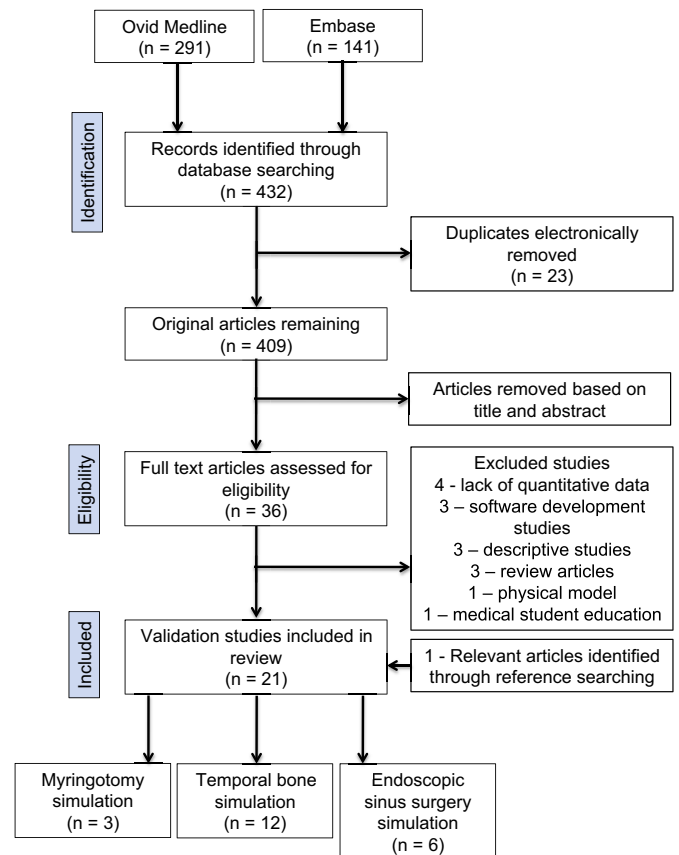 Ovid Medline
(n = 291)
Embase
(n = 141)
Identification
Records identified through
database searching
(n = 432)
Duplicates electronically
removed
(n = 23)
Original articles remaining
(n = 409)
Articles removed based on
title and abstract
Eligibility
Full text articles assessed for
eligibility
(n = 36)
Excluded studies
4 - lack of quantitative data
3 – software development
studies
3 – descriptive studies
3 – review articles
1 – physical model
1 – medical student education
Included
Validation studies included in
review
(n = 21)
1 - Relevant articles identified
through reference searching
Myringotomy
simulation
(n = 3)
Temporal bone
simulation
(n = 12)
Endoscopic
sinus surgery
simulation
(n = 6)